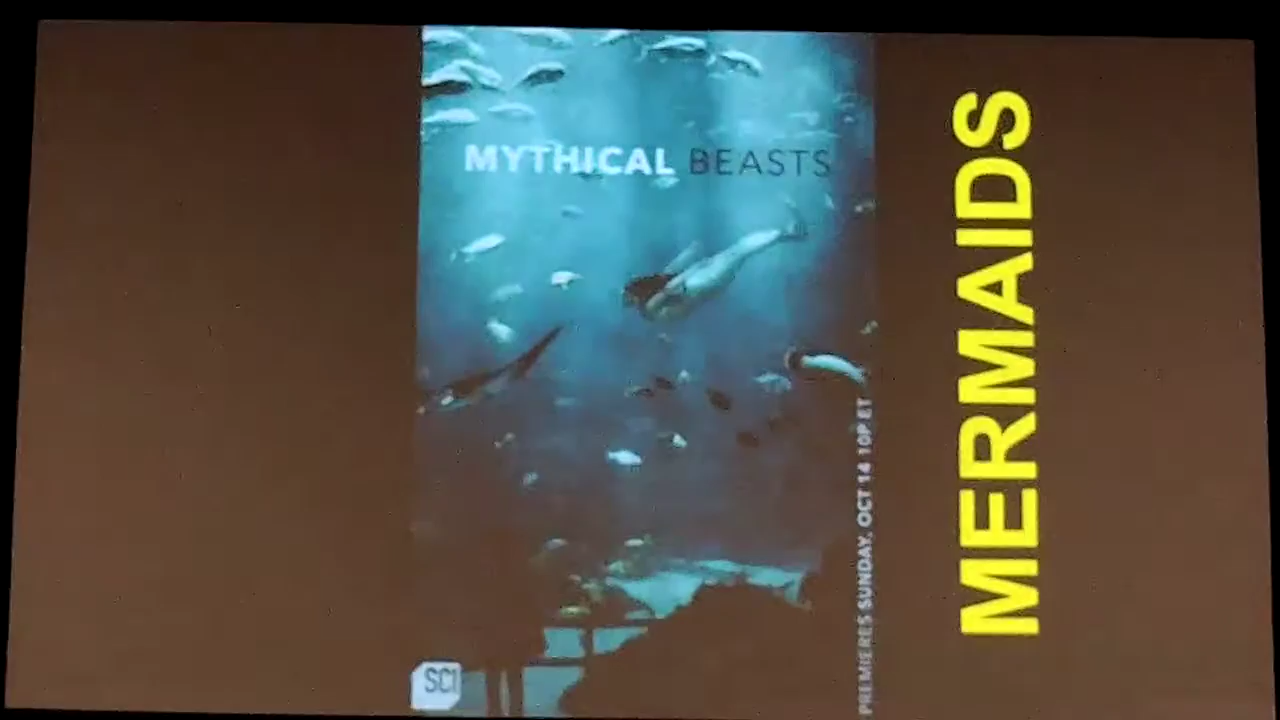 MYTHICAL BEASTS
PREMIERES SUNDAY, OCT 14 10P ET
SCI
MERMAIDS